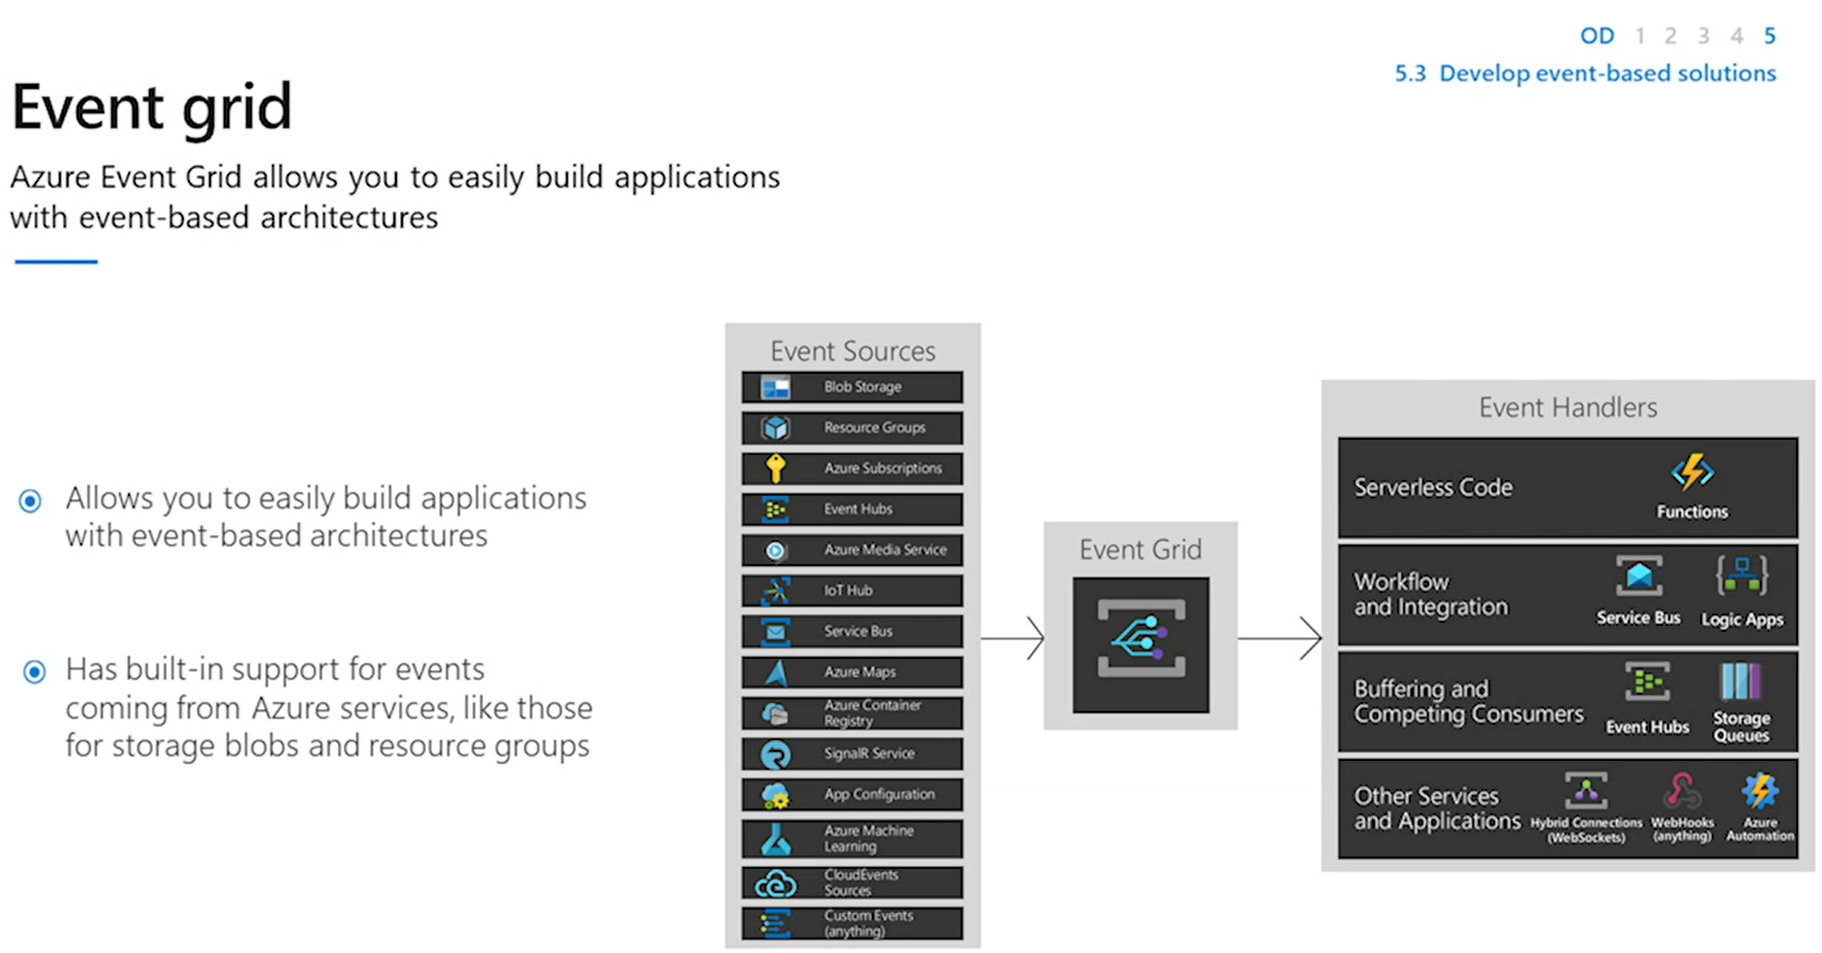 OD 1 2 3 4 5
5.3 Develop event-based solutions
Event grid
Azure Event Grid allows you to easily build applications
with event-based architectures
Allows you to easily build applications
with event-based architectures
Has built-in support for events
coming from Azure services, like those
for storage blobs and resource groups
Event Sources
Blob Storage
Resource Groups
Azure Subscriptions
Event Hubs
Azure Media Service
IoT Hub
Service Bus
Azure Maps
Azure Container
Registry
SignalR Service
App Configuration
Azure Machine
Learning
CloudEvents
Sources
Custom Events
(anything)
Event Grid
Event Handlers
Serverless Code
Functions
Workflow
and Integration
Service Bus
Logic Apps
Buffering and
Competing Consumers
Event Hubs
Storage
Queues
Other Services
and Applications
Hybrid Connections
(WebSockets)
WebHooks
(anything)
Azure
Automation